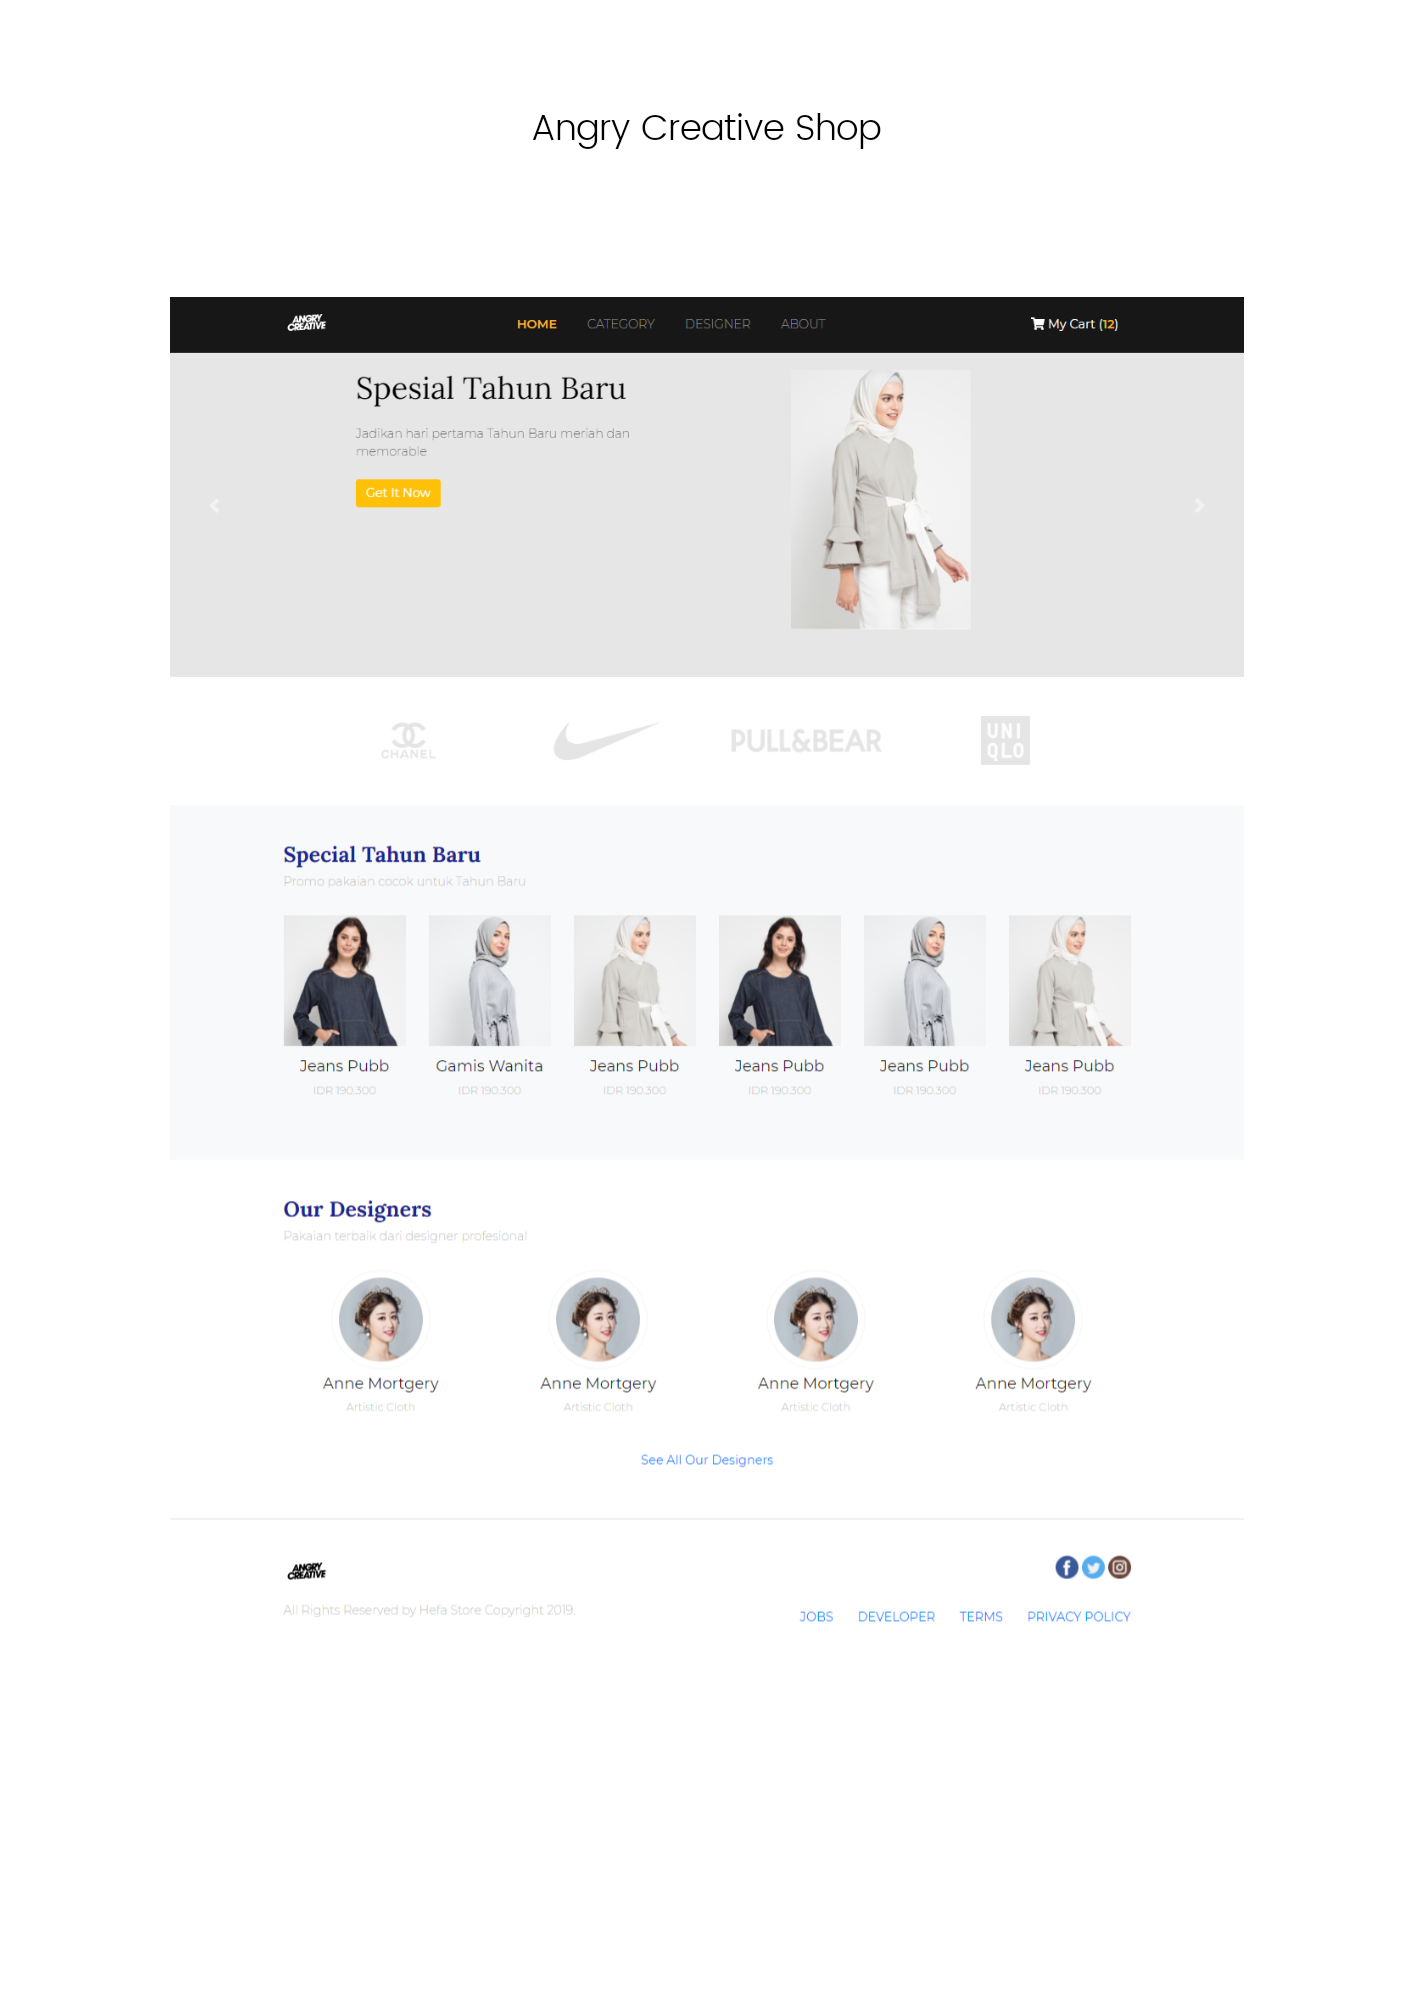 Angry Creative Shop
ANGRY
CREATIVE
HOME CATEGORY DESIGNER ABOUT My Cart (12)
Spesial Tahun Baru
Jadikan hari pertama Tahun Baru meriah dan
memorable
Get It Now
CHANEL
PULL&BEAR
UNI
QLO
Special Tahun Baru
Promo pakaian cocok untuk Tahun Baru
Jeans Pubb Gamis Wanita Jeans Pubb Jeans Pubb Jeans Pubb Jeans Pubb
IDR 190.300 IDR 190.300 IDR 190.300 IDR 190.300 IDR 190.300 IDR 190.300
Our Designers
Pakaian terbaik dari designer profesional
Anne Mortgery Anne Mortgery Anne Mortgery Anne Mortgery
Artistic Cloth Artistic Cloth Artistic Cloth Artistic Cloth
See All Our Designers
ANGRY
CREATIVE
All Rights Reserved by Hefa Store Copyright 2019.
JOBS DEVELOPER TERMS PRIVACY POLICY